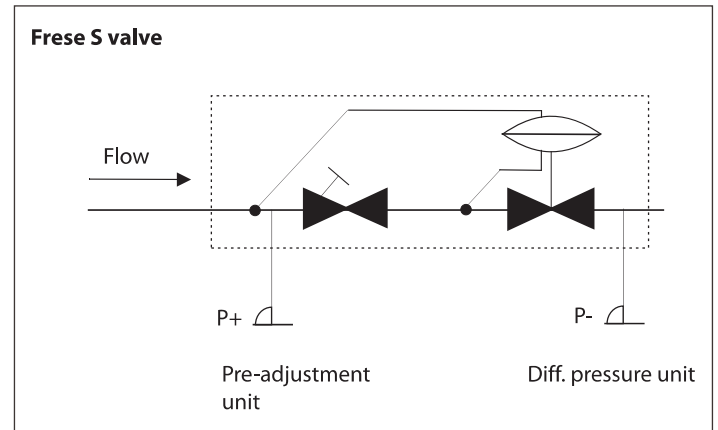 Frese S valve
Flow
P+
P-
Pre-adjustment
unit
Diff. pressure unit